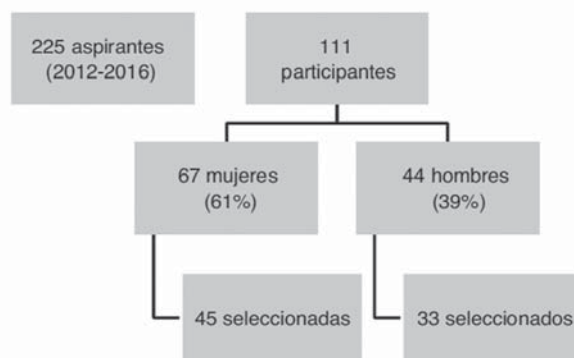 225 aspirantes
(2012-2016)
111
participantes
67 mujeres
(61%)
44 hombres
(39%)
45 seleccionadas
33 seleccionados